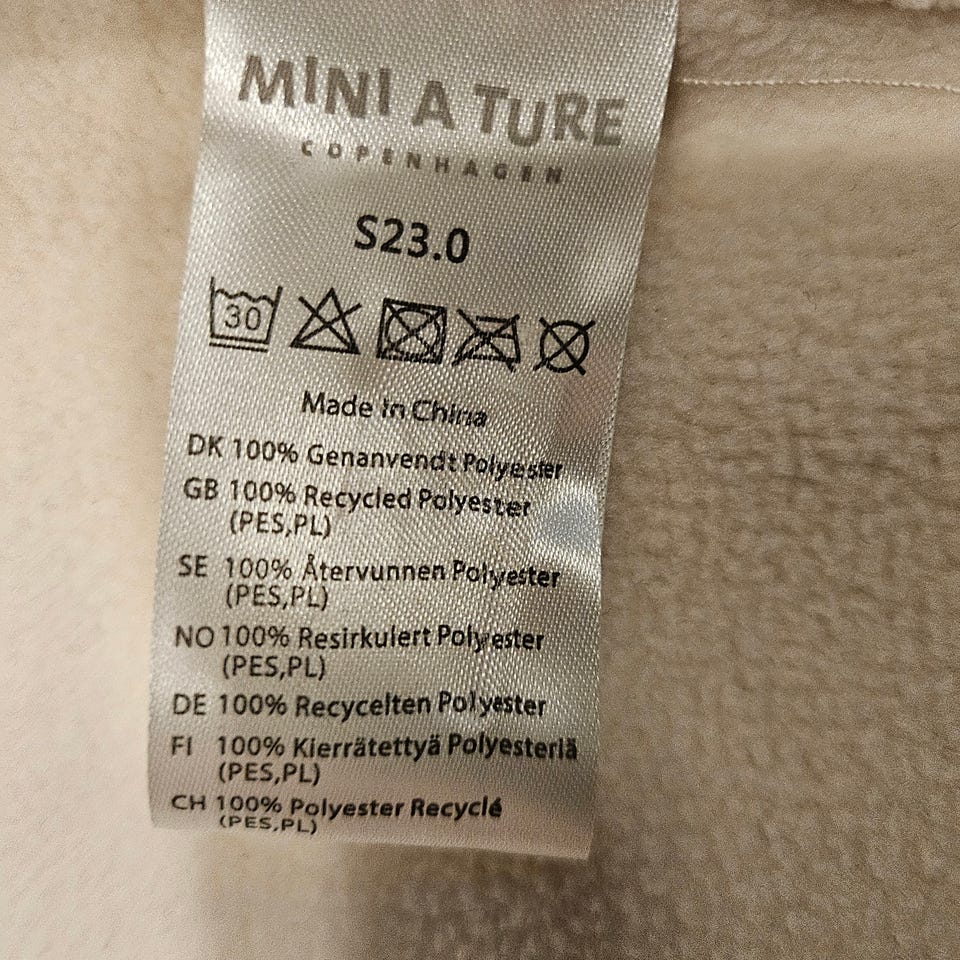 MINI A TURE
COPENHAGEN
S23.0
30
Made in China
DK 100% Genanvendt Polyester
GB 100% Recycled Polyester
(PES,PL)
SE 100% Återvunnen Polyester
(PES,PL)
NO 100% Resirkulert Polyester
(PES,PL)
DE 100% Recycelten Polyester
FI 100% Kierrätettyä Polyesteriä
(PES,PL)
CH 100% Polyester Recyclé
(PES,PL)